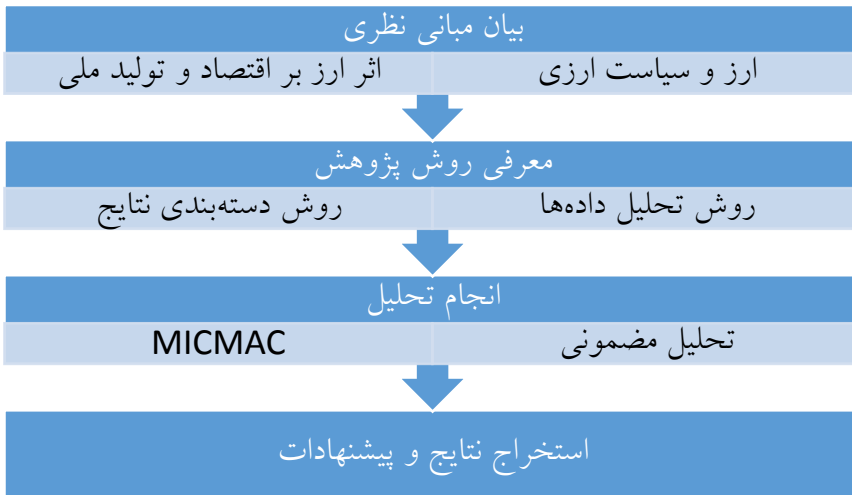 بیان مبانی نظری
ارز و سیاست ارزی
اثر ارز بر اقتصاد و تولید ملی
معرفی روش پژوهش
روش تحلیل داده‌ها
روش دسته‌بندی نتایج
انجام تحلیل
تحلیل مضمونی
MICMAC
استخراج نتایج و پیشنهادات